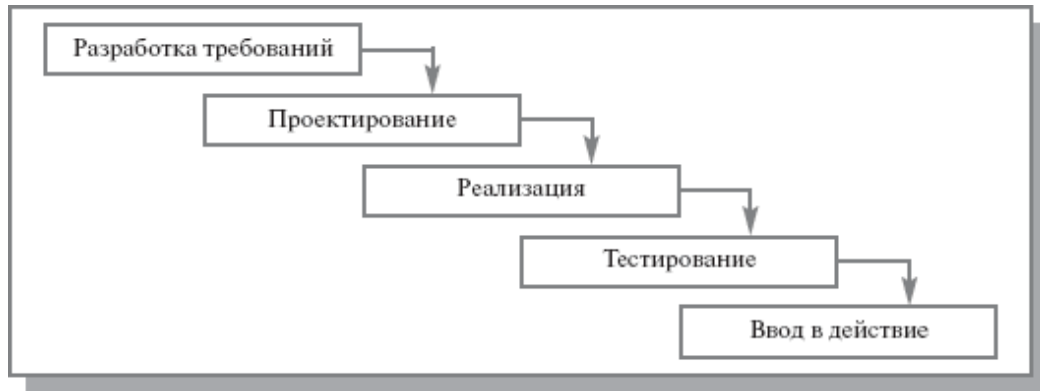 Разработка требований
Проектирование
Реализация
Тестирование
Ввод в действие